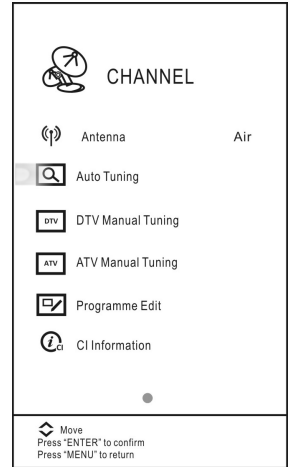 CHANNEL
Antenna Air
Auto Tuning
DTV DTV Manual Tuning
ATV ATV Manual Tuning
Programme Edit
CI CI Information
Move
Press "ENTER" to confirm
Press "MENU" to return